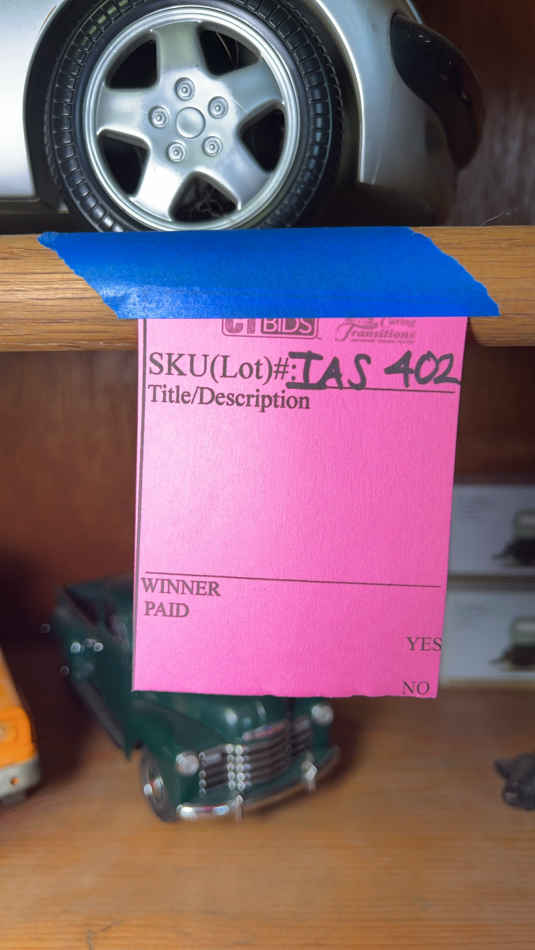 CTBIDS
Caring
Transitions
SKU(Lot)#: IAS 402
Title/Description
WINNER
PAID
YES
NO